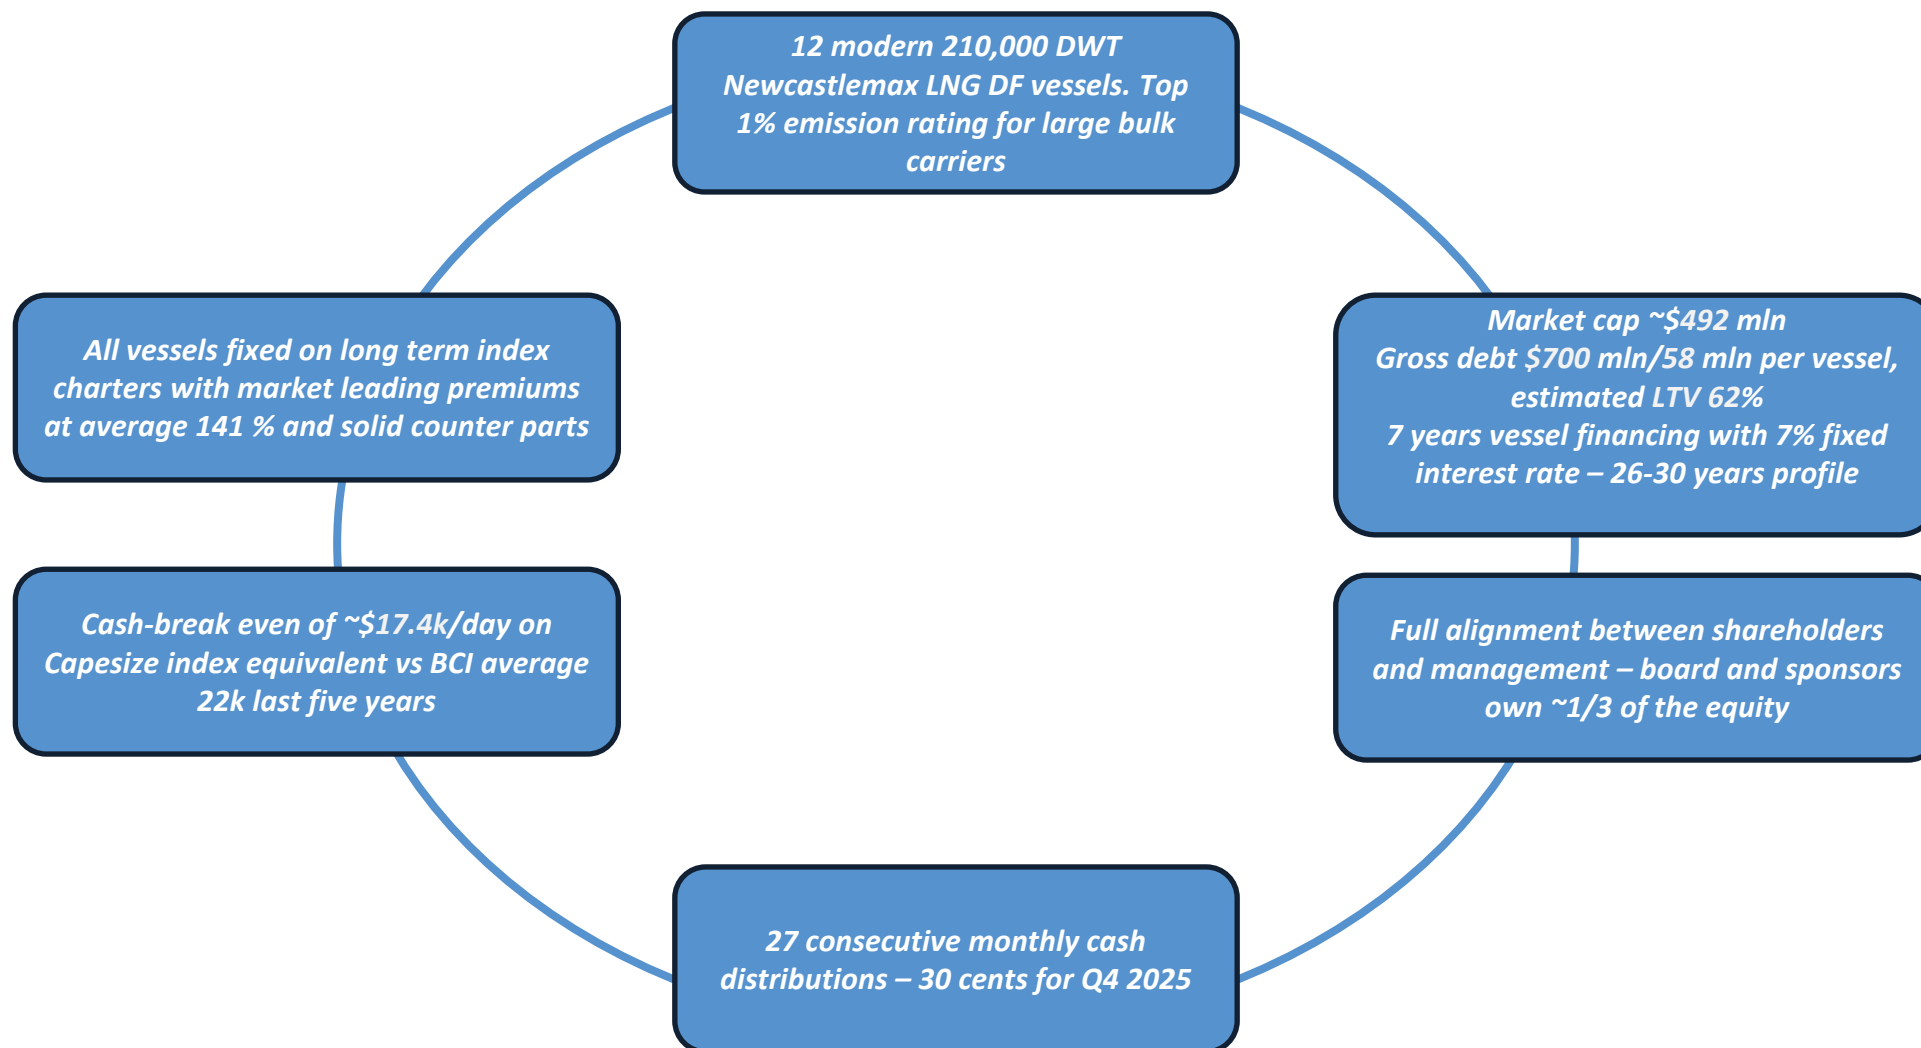 12 modern 210,000 DWT
Newcastlemax LNG DF vessels. Top
1% emission rating for large bulk
carriers
Market cap ~$492 mln
Gross debt $700 mln/58 mln per vessel,
estimated LTV 62%
7 years vessel financing with 7% fixed
interest rate – 26-30 years profile
Full alignment between shareholders
and management – board and sponsors
own ~1/3 of the equity
27 consecutive monthly cash
distributions – 30 cents for Q4 2025
Cash-break even of ~$17.4k/day on
Capesize index equivalent vs BCI average
22k last five years
All vessels fixed on long term index
charters with market leading premiums
at average 141 % and solid counter parts